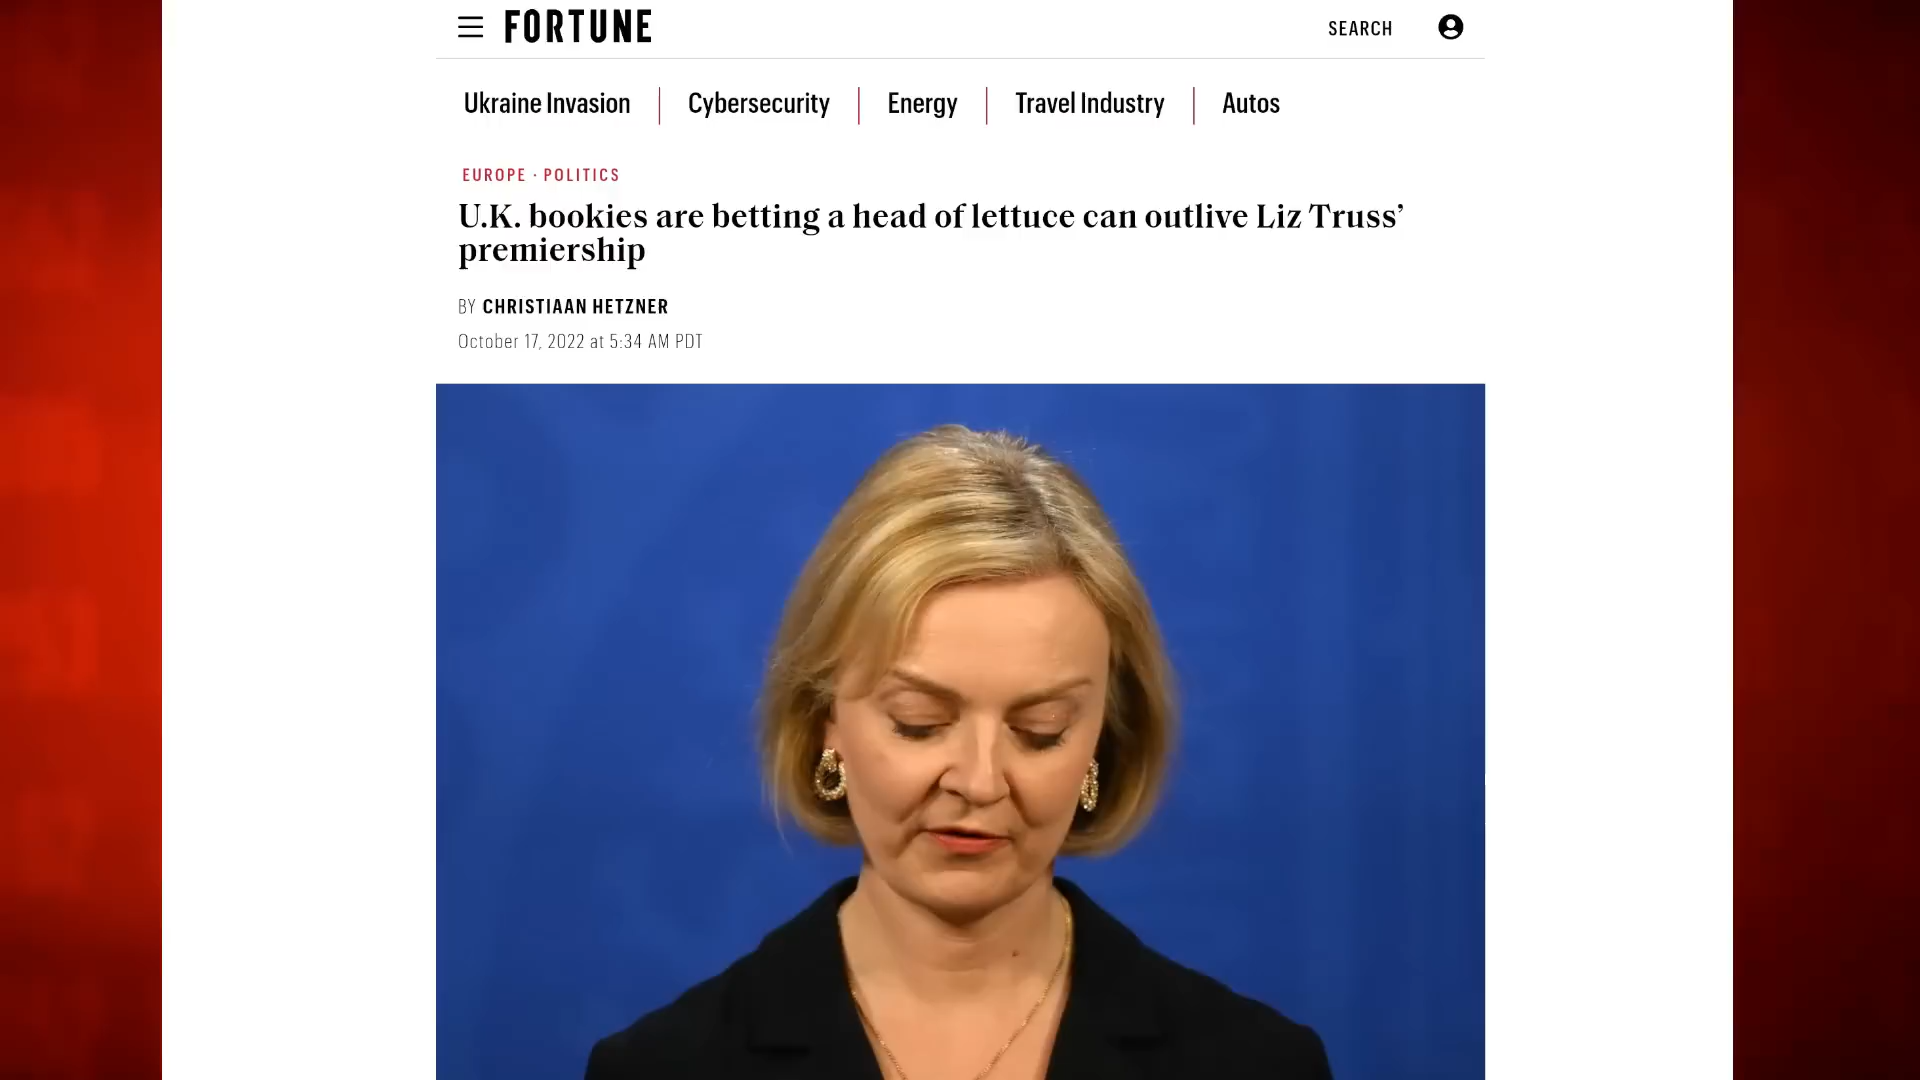 FORTUNE
SEARCH
Ukraine Invasion
Cybersecurity
Energy
Travel Industry
Autos
EUROPE · POLITICS
U.K. bookies are betting a head of lettuce can outlive Liz Truss’
premiership
BY CHRISTIAAN HETZNER
October 17, 2022 at 5:34 AM PDT